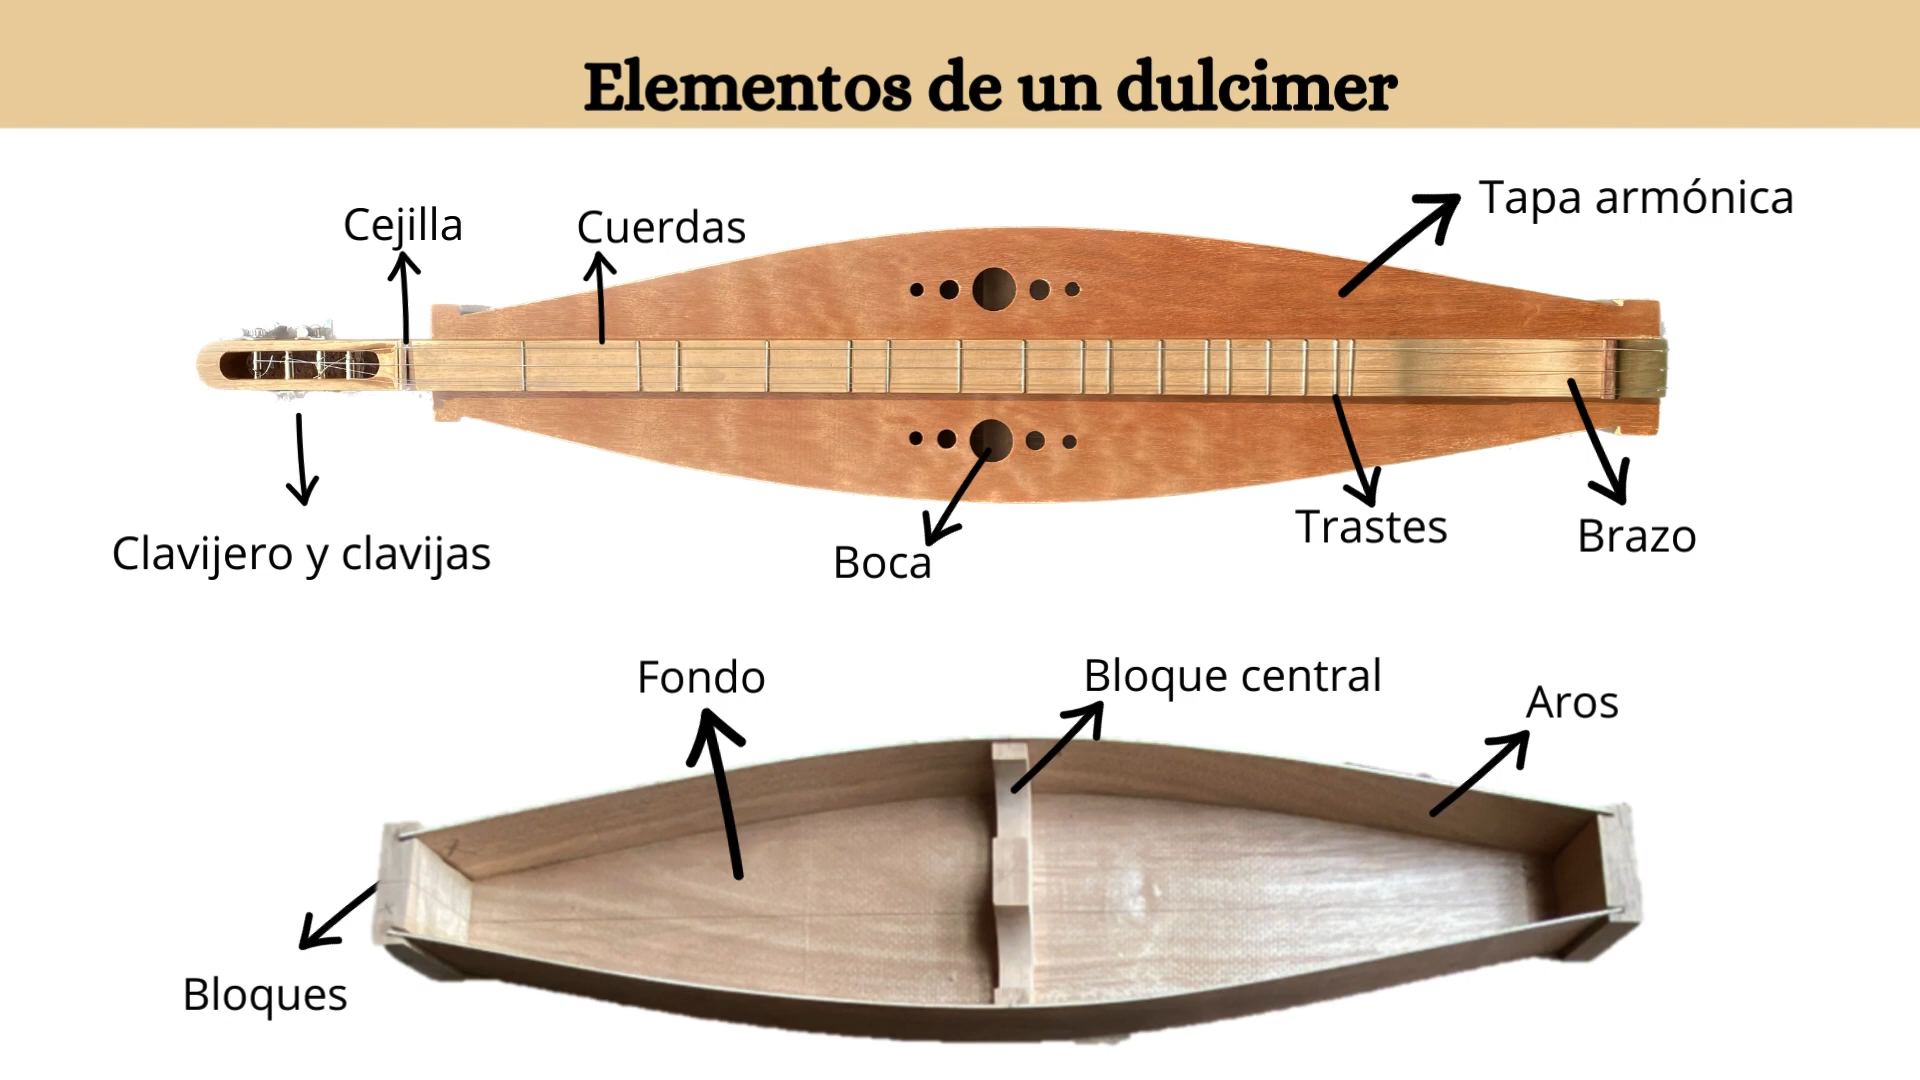 Elementos de un dulcimer
Tapa armónica
Cejilla
Cuerdas
Clavijero y clavijas
Boca
Trastes
Brazo
Fondo
Bloque central
Aros
Bloques